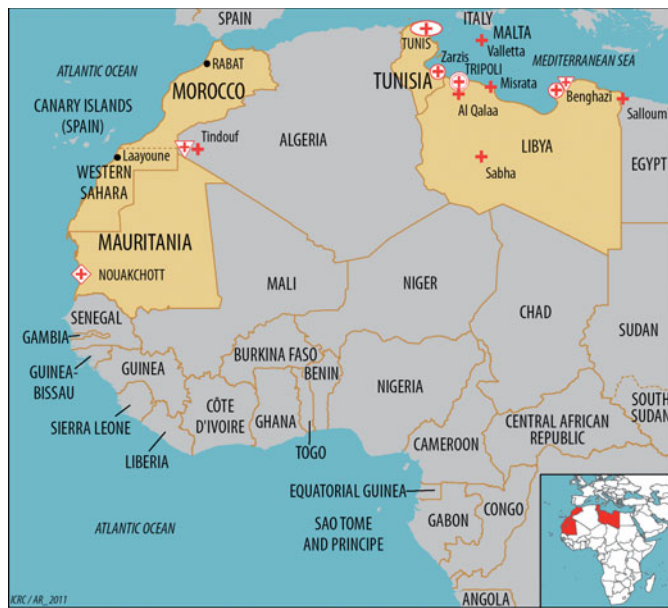 SPAIN
ITALY
MALTA
Valletta
TUNIS
MEDITERRANEAN SEA
ATLANTIC OCEAN
RABAT
Zarzis
TRIPOLI
TUNISIA
Misrata
MOROCCO
Benghazi
CANARY ISLANDS
(SPAIN)
Al Qalaa
Salloum
Tindouf
ALGERIA
LIBYA
EGYPT
Laayoune
WESTERN
SAHARA
Sabha
MAURITANIA
NOUAKCHOTT
MALI
NIGER
CHAD
SUDAN
SENEGAL
GAMBIA
GUINEA-
BISSAU
GUINEA
BURKINA FASO
BENIN
NIGERIA
SOUTH
SUDAN
SIERRA LEONE
CÔTE
D'IVOIRE
GHANA
CENTRAL AFRICAN
REPUBLIC
LIBERIA
TOGO
CAMEROON
EQUATORIAL GUINEA
SAO TOME
AND PRINCIPE
GABON
CONGO
ATLANTIC OCEAN
ANGOLA
ICRC / AR_2011